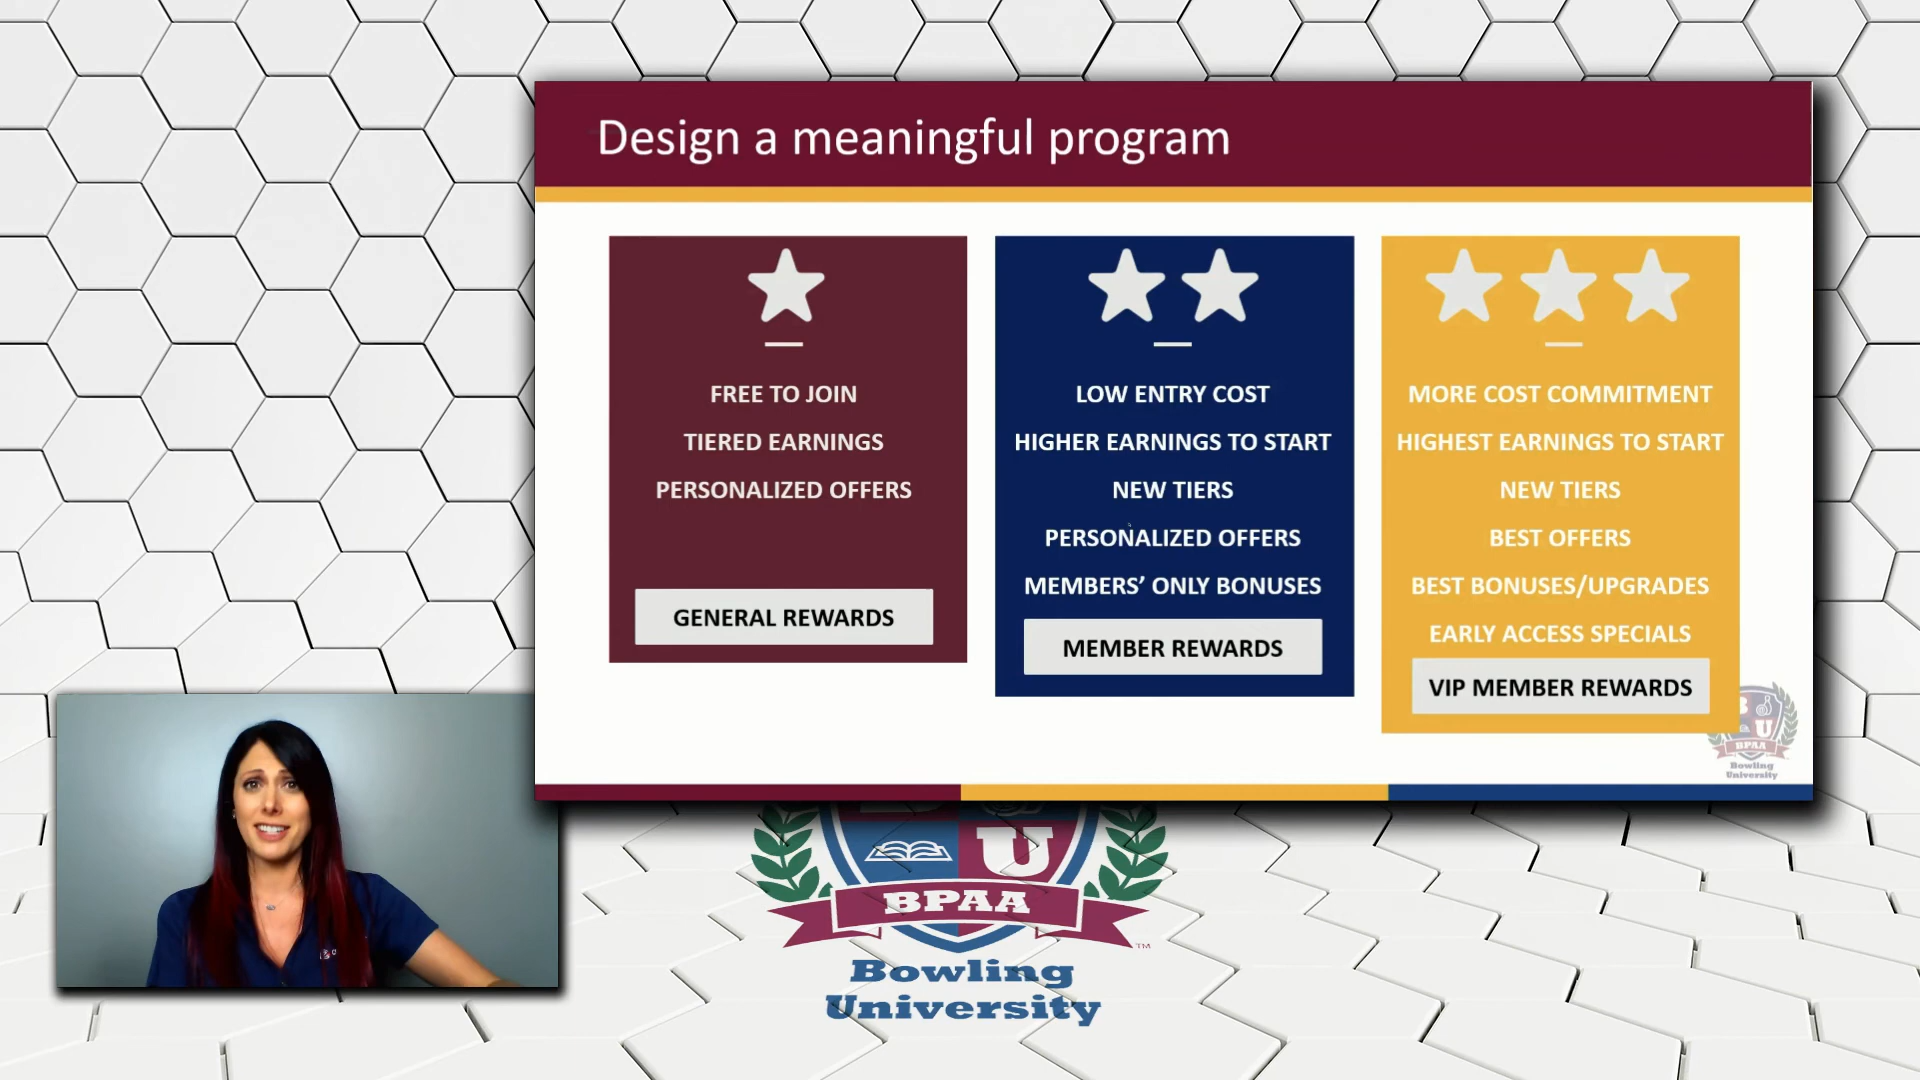 Design a meaningful program
FREE TO JOIN
TIERED EARNINGS
PERSONALIZED OFFERS
GENERAL REWARDS
LOW ENTRY COST
HIGHER EARNINGS TO START
NEW TIERS
PERSONALIZED OFFERS
MEMBERS’ ONLY BONUSES
MEMBER REWARDS
MORE COST COMMITMENT
HIGHEST EARNINGS TO START
NEW TIERS
BEST OFFERS
BEST BONUSES/UPGRADES
EARLY ACCESS SPECIALS
VIP MEMBER REWARDS
B
U
BPAA
Bowling
University
U
BPAA
TM
Bowling
University